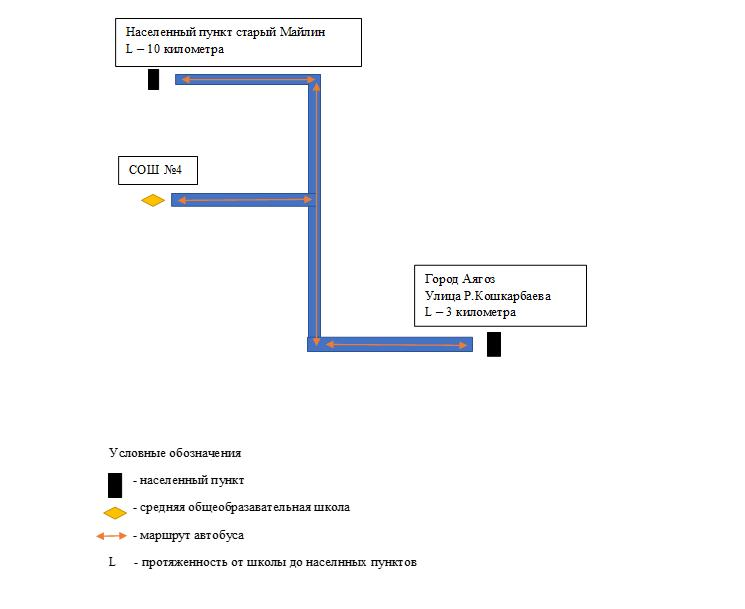 Населенный пункт старый Майлин
L – 10 километра
СОШ №4
Город Аягоз
Улица Р.Кошкарбаева
L – 3 километра
Условные обозначения
- населенный пункт
- средняя общеобразавательная школа
- маршрут автобуса
L - протяженность от школы до населнных пунктов